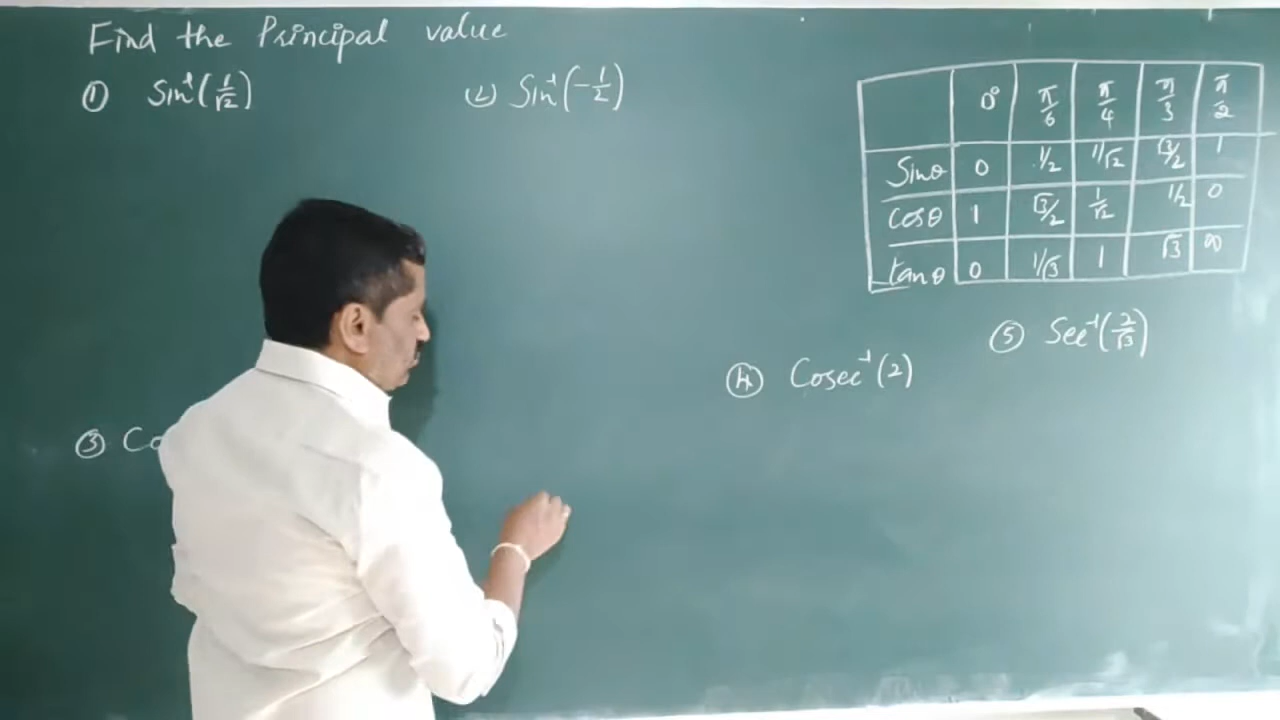 Find the Principal value
① Sin⁻¹(1/√2)
② Sin⁻¹(-1/2)
0° π/6 π/4 π/3 π/2
Sinθ 0 1/2 1/√2 √3/2 1
cosθ 1 √3/2 1/√2 1/2 0
tanθ 0 1/√3 1 √3 ∞
③ Co
④ Cosec⁻¹(2)
⑤ Sec⁻¹(2/√3)